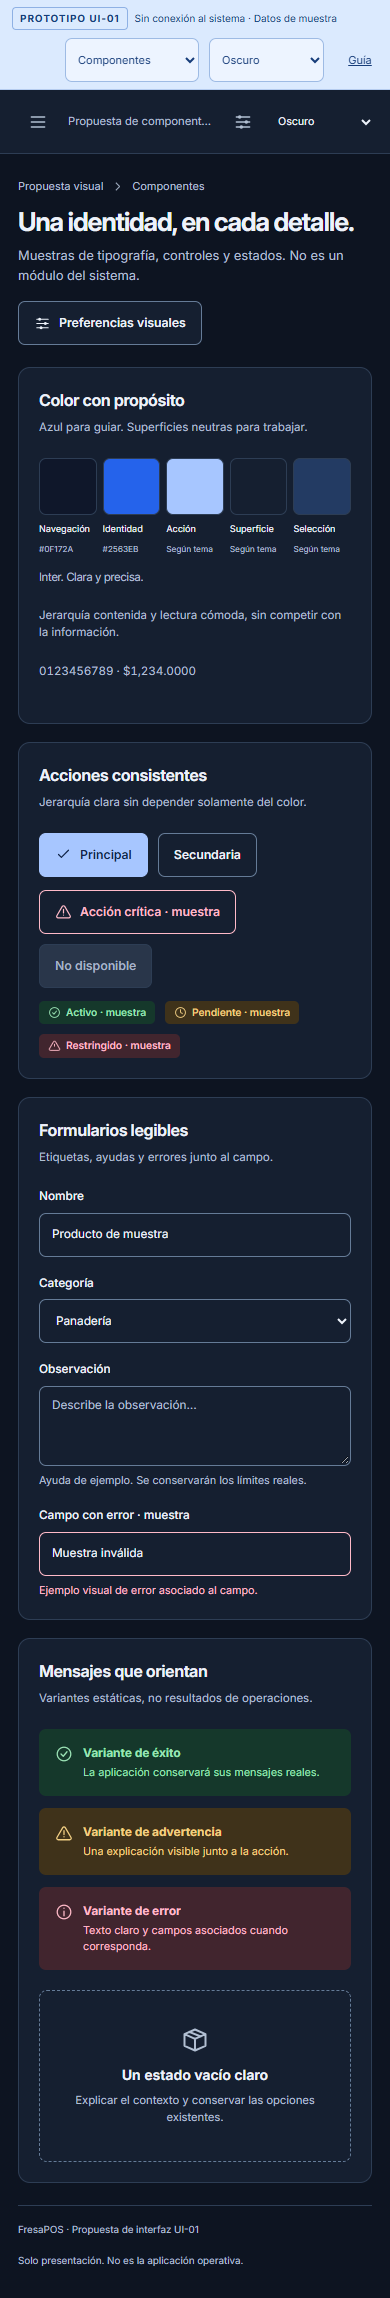 PROTOTIPO UI-01 Sin conexión al sistema · Datos de muestra
Componentes Oscuro Guía
Propuesta de component... Oscuro
Propuesta visual Componentes
Una identidad, en cada detalle.
Muestras de tipografía, controles y estados. No es un
módulo del sistema.
Preferencias visuales
Color con propósito
Azul para guiar. Superficies neutras para trabajar.
Navegación Identidad Acción Superficie Selección
#0F172A #2563EB Según tema Según tema Según tema
Inter. Clara y precisa.
Jerarquía contenida y lectura cómoda, sin competir con
la información.
0123456789 · $1,234.0000
Acciones consistentes
Jerarquía clara sin depender solamente del color.
Principal Secundaria
Acción crítica · muestra
No disponible
Activo · muestra Pendiente · muestra
Restringido · muestra
Formularios legibles
Etiquetas, ayudas y errores junto al campo.
Nombre
Producto de muestra
Categoría
Panadería
Observación
Describe la observación...
Ayuda de ejemplo. Se conservarán los límites reales.
Campo con error · muestra
Muestra inválida
Ejemplo visual de error asociado al campo.
Mensajes que orientan
Variantes estáticas, no resultados de operaciones.
Variante de éxito
La aplicación conservará sus mensajes reales.
Variante de advertencia
Una explicación visible junto a la acción.
Variante de error
Texto claro y campos asociados cuando
corresponda.
Un estado vacío claro
Explicar el contexto y conservar las opciones
existentes.
FresaPOS · Propuesta de interfaz UI-01
Solo presentación. No es la aplicación operativa.